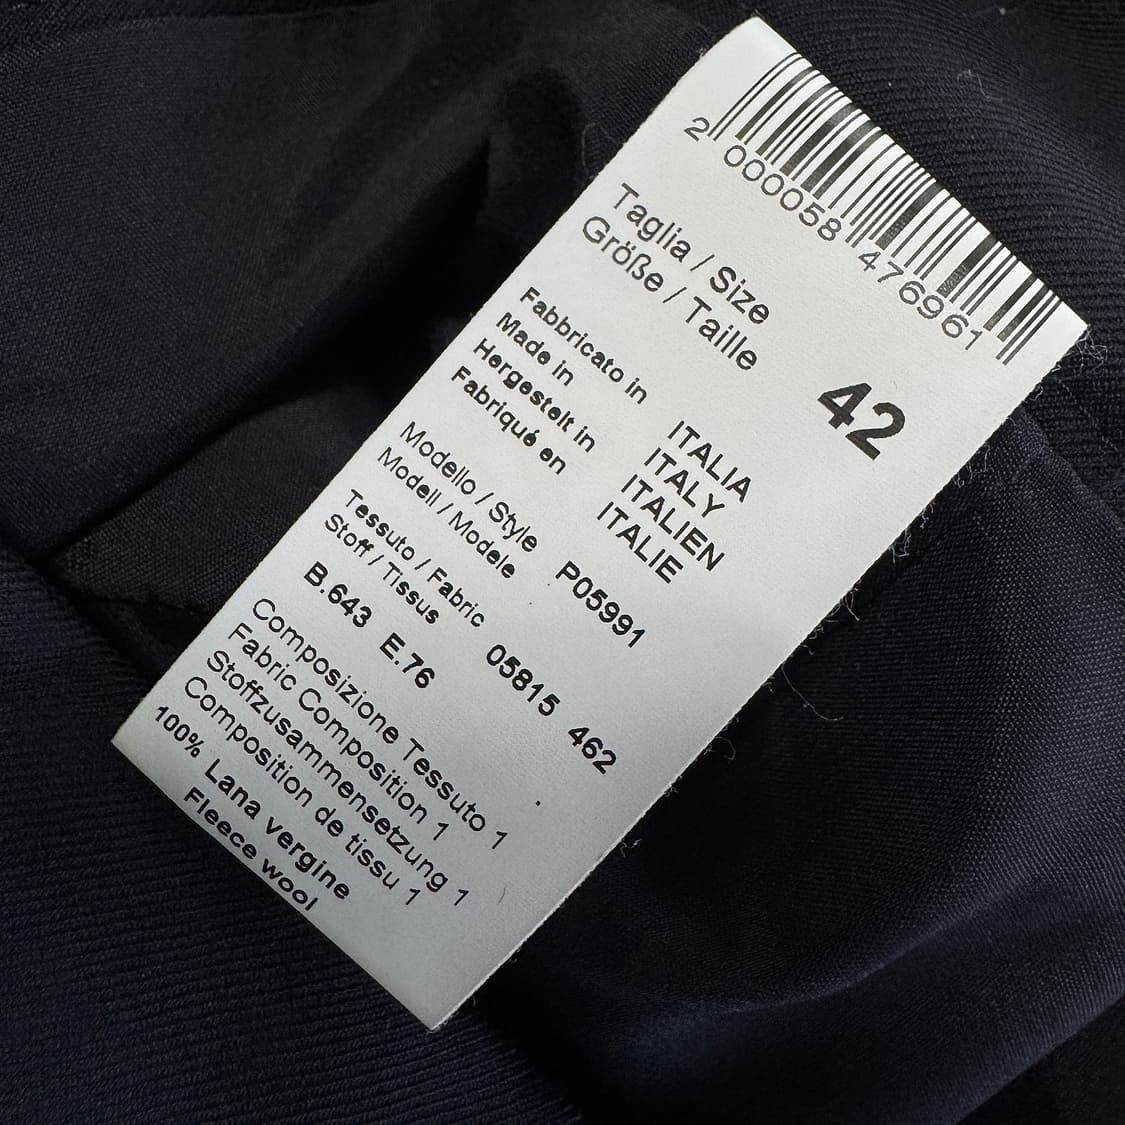 2 000058 476961
Taglia / Size
Größe / Taille
42
Fabbricato in ITALIA
Made in ITALY
Hergestelt in ITALIEN
Fabriqué en ITALIE
Modello / Style
Modell / Modele
P05991
Tessuto / Fabric
Stoff / Tissus
05815 462
B.643 E.76
Composizione Tessuto 1
Fabric Composition 1
Stoffzusammensetzung 1
Composition de tissu 1
100% Lana vergine
Fleece wool